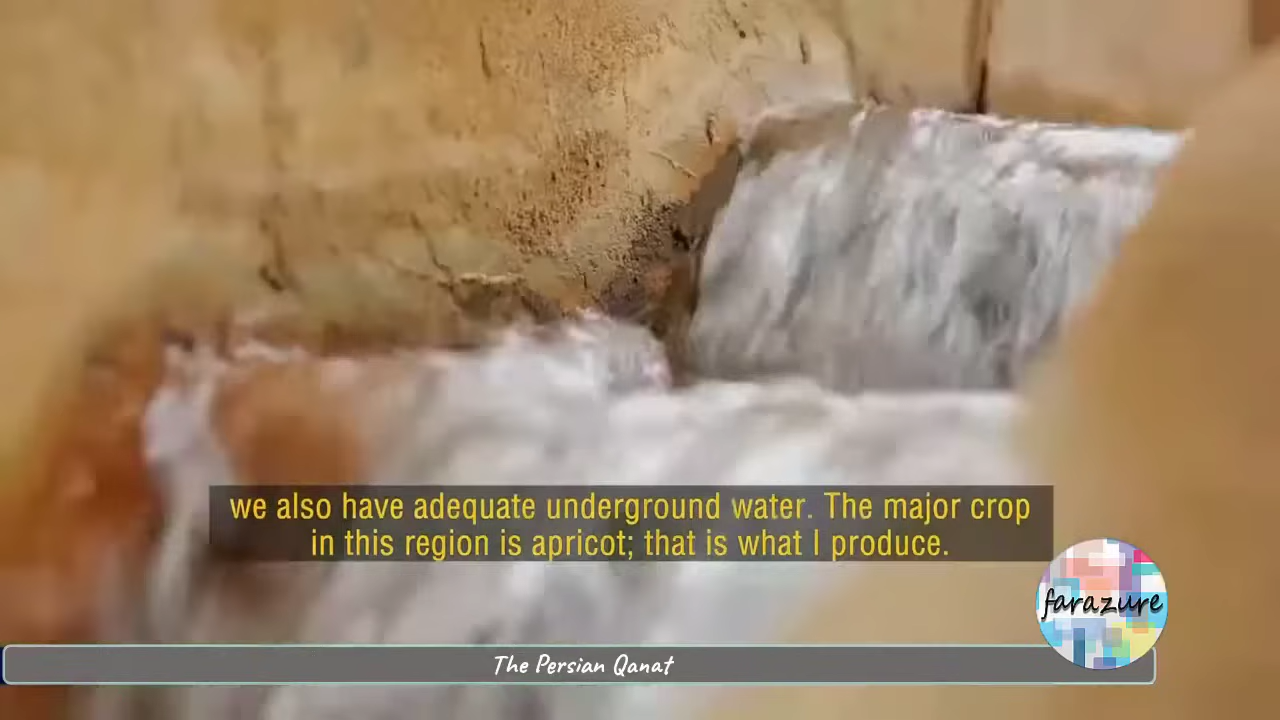 we also have adequate underground water. The major crop
in this region is apricot; that is what I produce.
farazure
The Persian Qanat